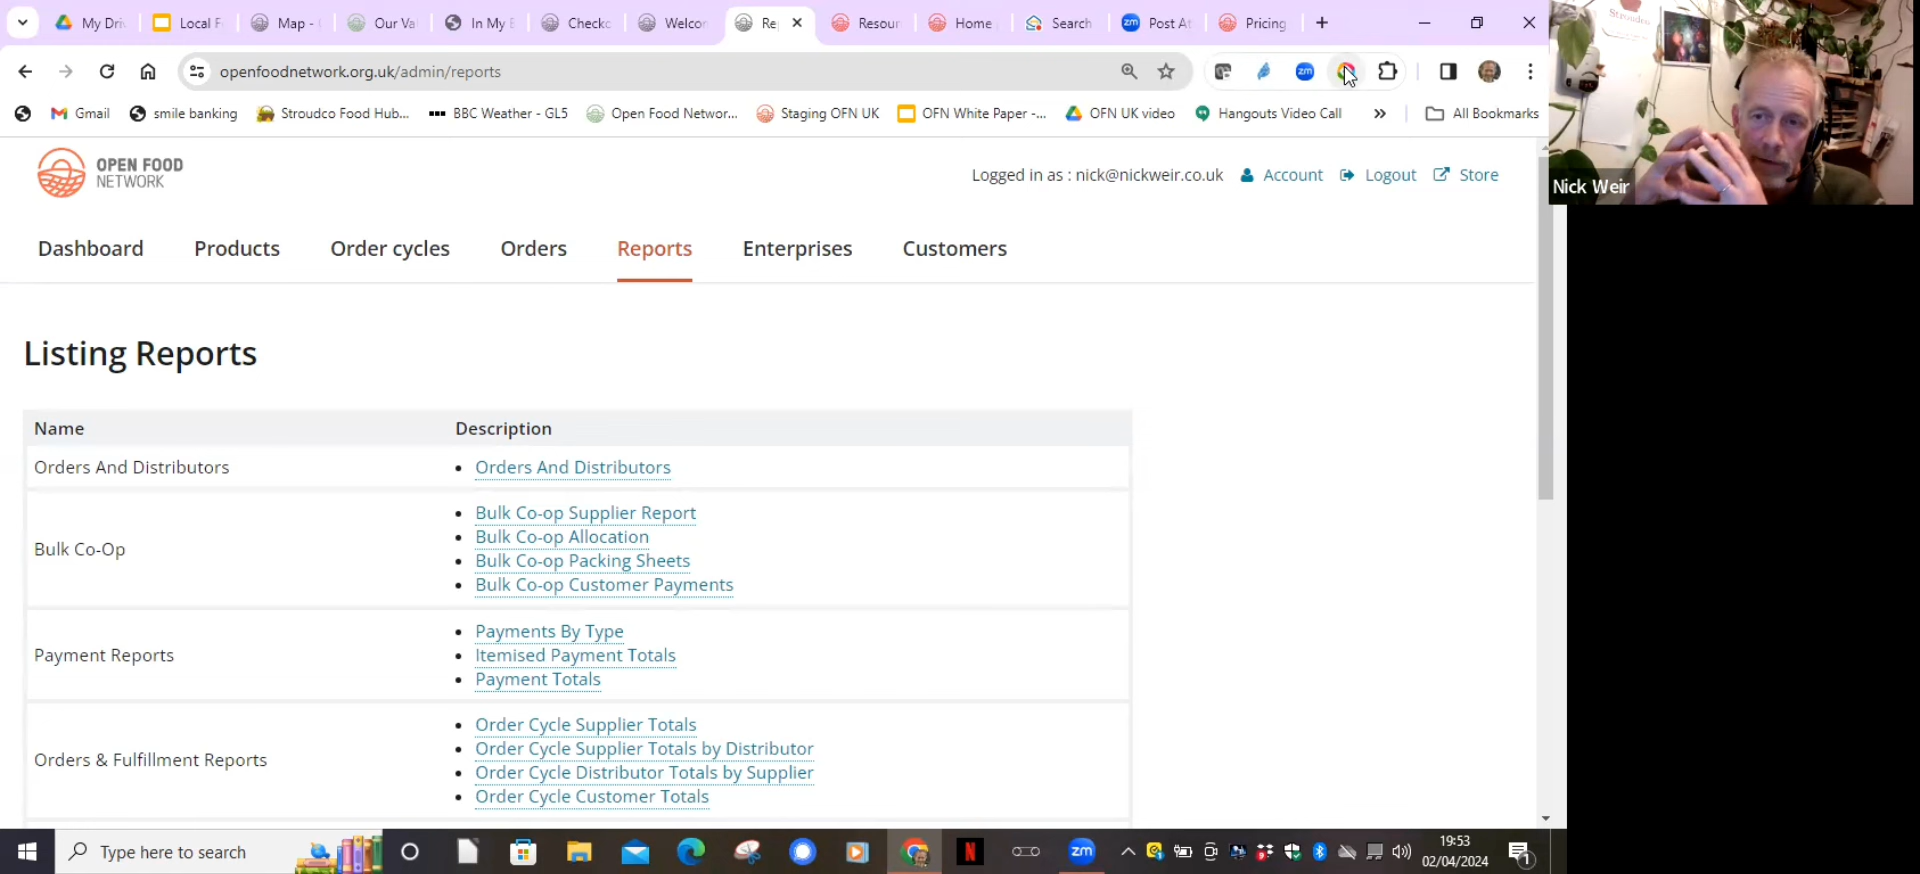 My Dri
Local F
Map -
Our Va
In My E
Checkc
Welcor
Re
Resour
Home
Search
Post At
Pricing
openfoodnetwork.org.uk/admin/reports
Gmail
smile banking
Stroudco Food Hub...
BBC Weather - GL5
Open Food Networ...
Staging OFN UK
OFN White Paper -...
OFN UK video
Hangouts Video Call
All Bookmarks
OPEN FOOD
NETWORK
Logged in as : nick@nickweir.co.uk
Account
Logout
Store
Nick Weir
Dashboard
Products
Order cycles
Orders
Reports
Enterprises
Customers
Listing Reports
Name
Description
Orders And Distributors
• Orders And Distributors
Bulk Co-Op
• Bulk Co-op Supplier Report
• Bulk Co-op Allocation
• Bulk Co-op Packing Sheets
• Bulk Co-op Customer Payments
Payment Reports
• Payments By Type
• Itemised Payment Totals
• Payment Totals
Orders & Fulfillment Reports
• Order Cycle Supplier Totals
• Order Cycle Supplier Totals by Distributor
• Order Cycle Distributor Totals by Supplier
• Order Cycle Customer Totals
Type here to search
zm
19:53
02/04/2024
1